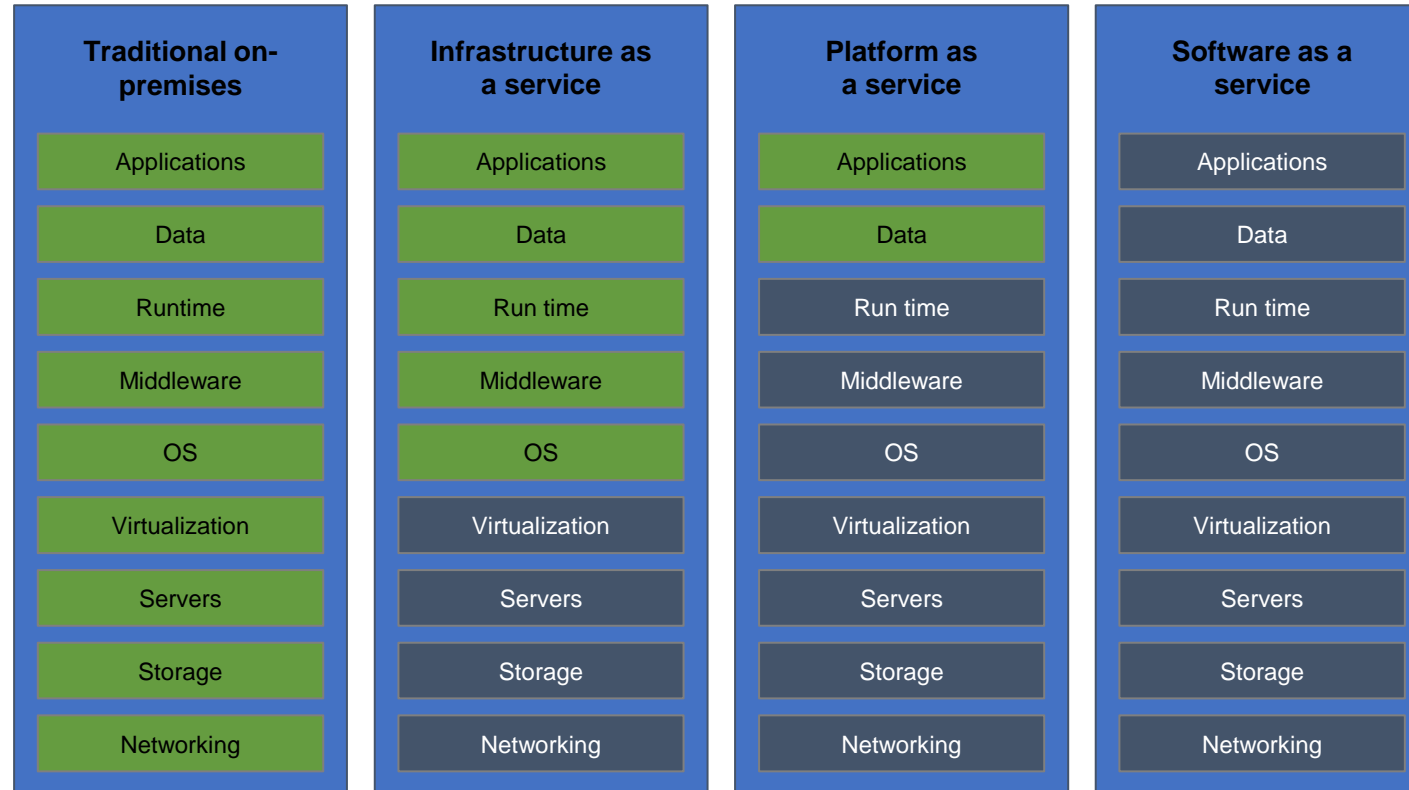 Traditional on-
premises
Applications
Data
Runtime
Middleware
OS
Virtualization
Servers
Storage
Networking
Infrastructure as
a service
Applications
Data
Run time
Middleware
OS
Virtualization
Servers
Storage
Networking
Platform as
a service
Applications
Data
Run time
Middleware
OS
Virtualization
Servers
Storage
Networking
Software as a
service
Applications
Data
Run time
Middleware
OS
Virtualization
Servers
Storage
Networking